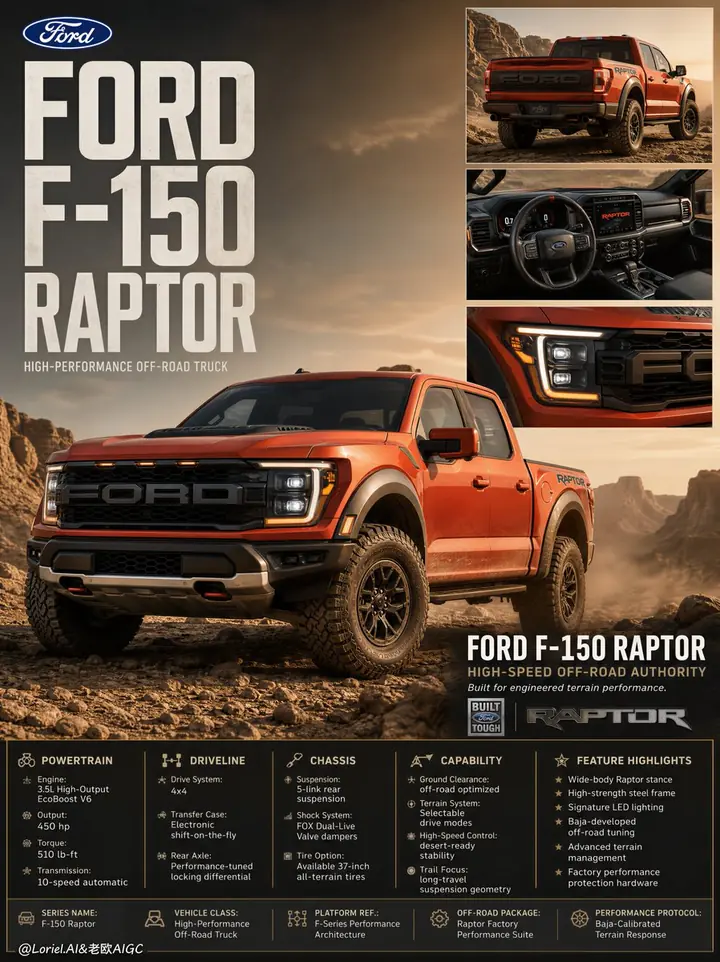 Ford
FORD
F-150
RAPTOR
HIGH-PERFORMANCE OFF-ROAD TRUCK
RAPTOR
FORD
RAPTOR
Ford
FORD
RAPTOR
FORD F-150 RAPTOR
HIGH-SPEED OFF-ROAD AUTHORITY
Built for engineered terrain performance.
BUILT
Ford
TOUGH
RAPTOR
POWERTRAIN
Engine:
3.5L High-Output
EcoBoost V6
Output:
450 hp
Torque:
510 lb-ft
Transmission:
10-speed automatic
DRIVELINE
Drive System:
4x4
Transfer Case:
Electronic
shift-on-the-fly
Rear Axle:
Performance-tuned
locking differential
CHASSIS
Suspension:
5-link rear
suspension
Shock System:
FOX Dual-Live
Valve dampers
Tire Option:
Available 37-inch
all-terrain tires
CAPABILITY
Ground Clearance:
off-road optimized
Terrain System:
Selectable
drive modes
High-Speed Control:
desert-ready
stability
Trail Focus:
long-travel
suspension geometry
FEATURE HIGHLIGHTS
Wide-body Raptor stance
High-strength steel frame
Signature LED lighting
Baja-developed
off-road tuning
Advanced terrain
management
Factory performance
protection hardware
SERIES NAME:
F-150 Raptor
VEHICLE CLASS:
High-Performance
Off-Road Truck
PLATFORM REF.:
F-Series Performance
Architecture
OFF-ROAD PACKAGE:
Raptor Factory
Performance Suite
PERFORMANCE PROTOCOL:
Baja-Calibrated
Terrain Response
@Loriel.AI&老欧AIGC